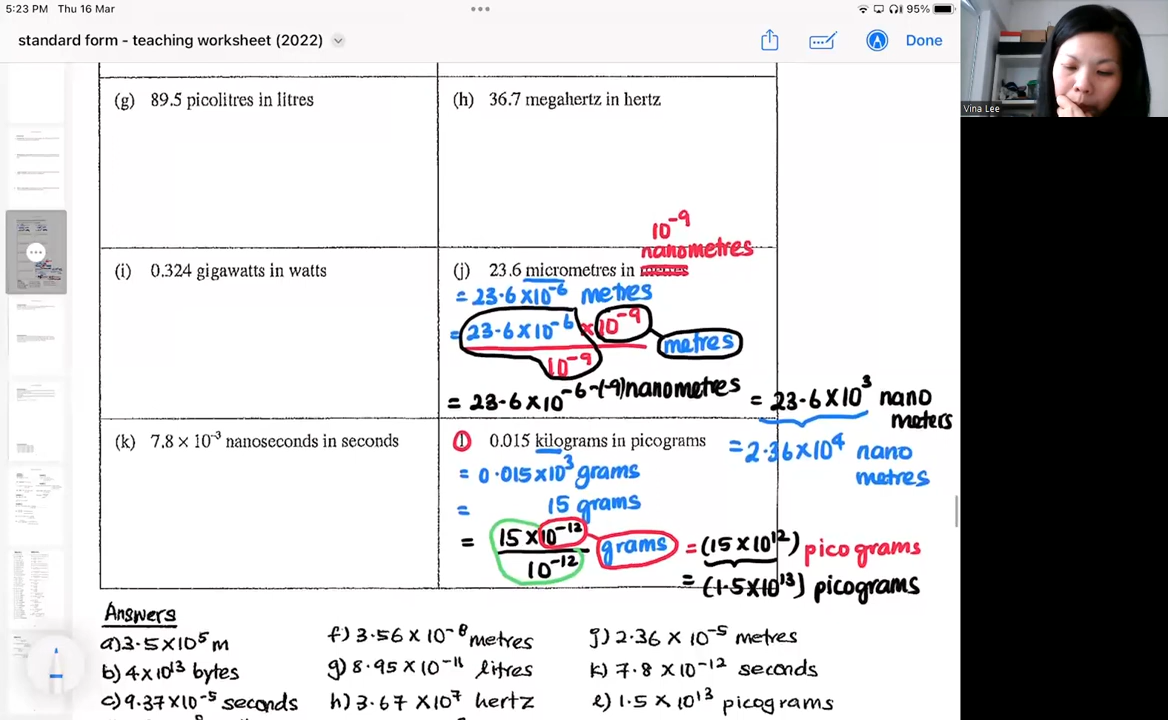 5:23 PM Thu 16 Mar
95%
standard form - teaching worksheet (2022)
Done
Vina Lee
(g) 89.5 picolitres in litres
(h) 36.7 megahertz in hertz
10⁻⁹
nanometres
(i) 0.324 gigawatts in watts
(j) 23.6 micrometres in metres
= 23.6 × 10⁻⁶ metres
= 23.6 × 10⁻⁶ × 10⁻⁹ metres
10⁻⁹
= 23.6 × 10⁻⁶⁻⁽⁻⁹⁾ nanometres
= 23.6 × 10³ nano
meters
= 2.36 × 10⁴ nano
metres
(k) 7.8 × 10⁻³ nanoseconds in seconds
(l) 0.015 kilograms in picograms
= 0.015 × 10³ grams
= 15 grams
= 15 × 10⁻¹² grams
10⁻¹²
= (15 × 10¹²) picograms
= (1.5 × 10¹³) picograms
Answers
a) 3.5 × 10⁵ m
b) 4 × 10¹³ bytes
c) 9.37 × 10⁻⁵ seconds
f) 3.56 × 10⁻⁸ metres
g) 8.95 × 10⁻¹¹ litres
h) 3.67 × 10⁷ hertz
j) 2.36 × 10⁻⁵ metres
k) 7.8 × 10⁻¹² seconds
l) 1.5 × 10¹³ picograms